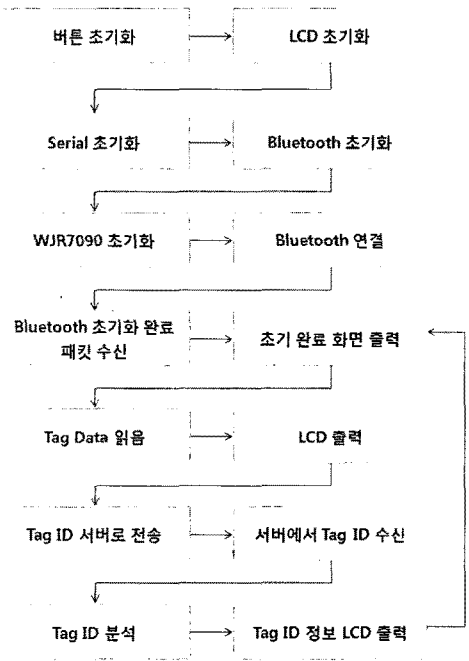 버튼 초기화
LCD 초기화
Serial 초기화
Bluetooth 초기화
WJR7090 초기화
Bluetooth 연결
Bluetooth 초기화 완료
패킷 수신
초기 완료 화면 출력
Tag Data 읽음
LCD 출력
Tag ID 서버로 전송
서버에서 Tag ID 수신
Tag ID 분석
Tag ID 정보 LCD 출력